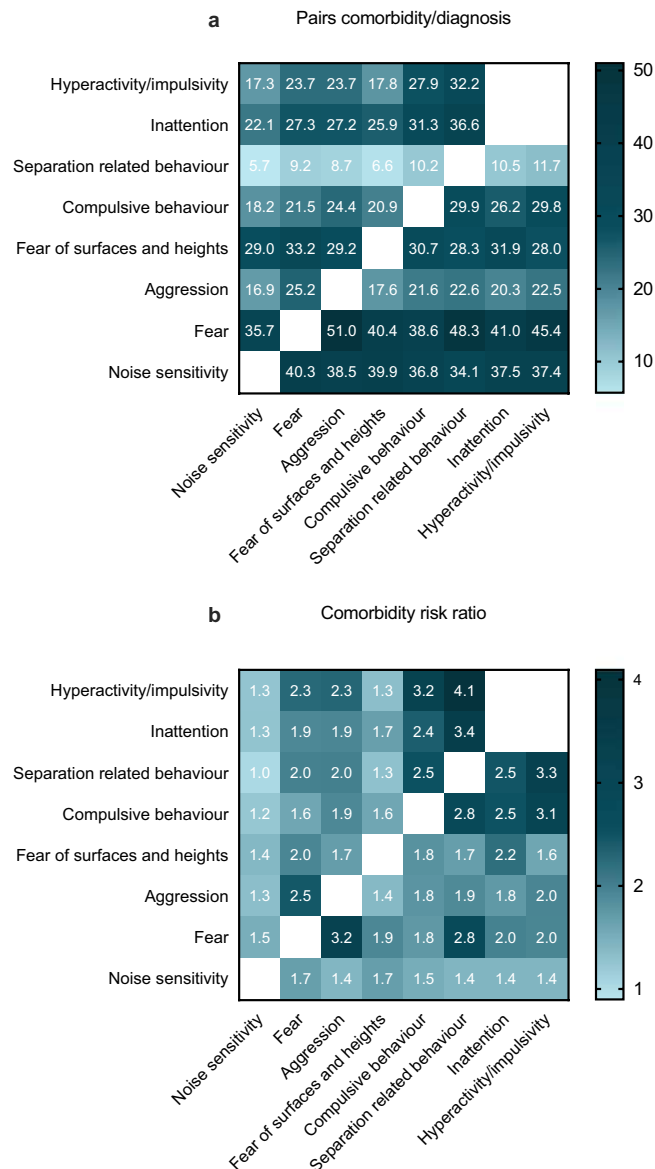 a Pairs comorbidity/diagnosis
Hyperactivity/impulsivity 17.3 23.7 23.7 17.8 27.9 32.2
Inattention 22.1 27.3 27.2 25.9 31.3 36.6
Separation related behaviour 5.7 9.2 8.7 6.6 10.2 10.5 11.7
Compulsive behaviour 18.2 21.5 24.4 20.9 29.9 26.2 29.8
Fear of surfaces and heights 29.0 33.2 29.2 30.7 28.3 31.9 28.0
Aggression 16.9 25.2 17.6 21.6 22.6 20.3 22.5
Fear 35.7 51.0 40.4 38.6 48.3 41.0 45.4
Noise sensitivity 40.3 38.5 39.9 36.8 34.1 37.5 37.4
50
40
30
20
10
Noise sensitivity
Fear
Aggression
Fear of surfaces and heights
Compulsive behaviour
Separation related behaviour
Inattention
Hyperactivity/impulsivity
b Comorbidity risk ratio
Hyperactivity/impulsivity 1.3 2.3 2.3 1.3 3.2 4.1
Inattention 1.3 1.9 1.9 1.7 2.4 3.4
Separation related behaviour 1.0 2.0 2.0 1.3 2.5 2.5 3.3
Compulsive behaviour 1.2 1.6 1.9 1.6 2.8 2.5 3.1
Fear of surfaces and heights 1.4 2.0 1.7 1.8 1.7 2.2 1.6
Aggression 1.3 2.5 1.4 1.8 1.9 1.8 2.0
Fear 1.5 3.2 1.9 1.8 2.8 2.0 2.0
Noise sensitivity 1.7 1.4 1.7 1.5 1.4 1.4 1.4
4
3
2
1
Noise sensitivity
Fear
Aggression
Fear of surfaces and heights
Compulsive behaviour
Separation related behaviour
Inattention
Hyperactivity/impulsivity